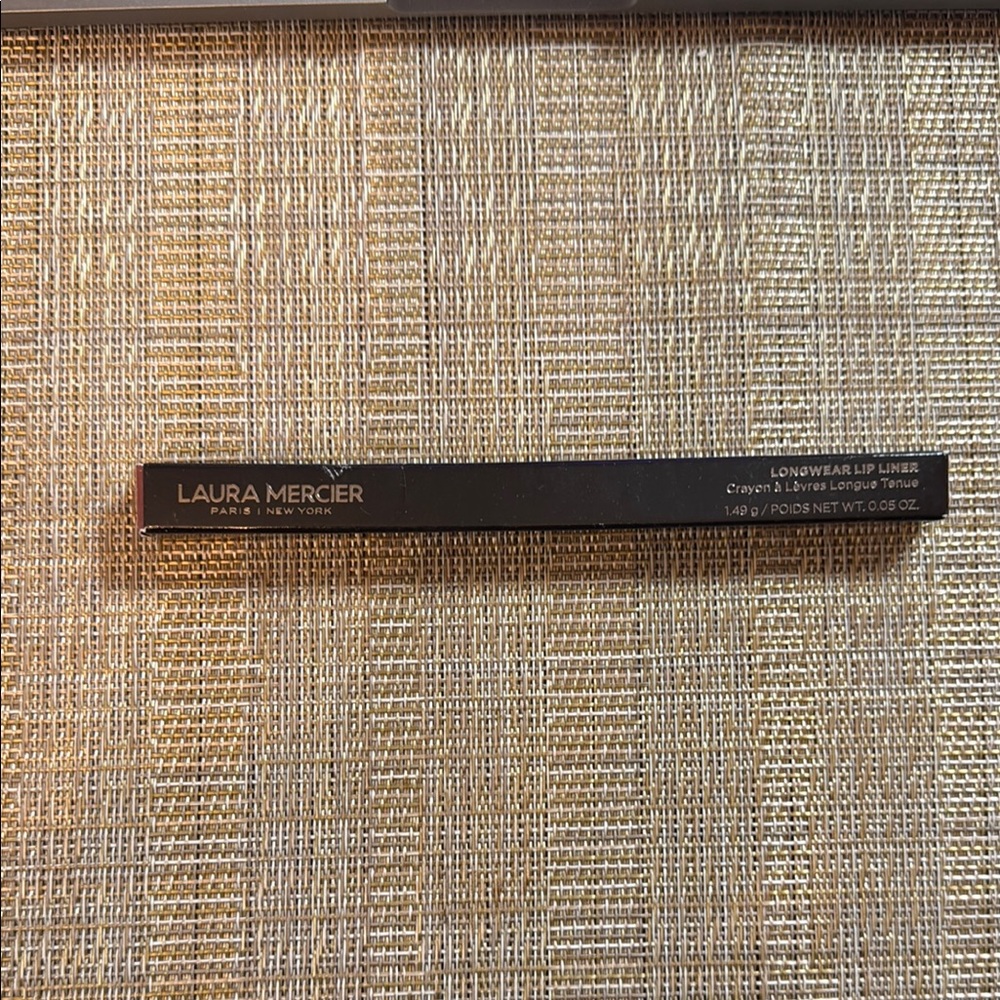 LAURA MERCIER
PARIS | NEW YORK
LONGWEAR LIP LINER
Crayon à Lèvres Longue Tenue
1.49 g / POIDS NET WT. 0.05 OZ.